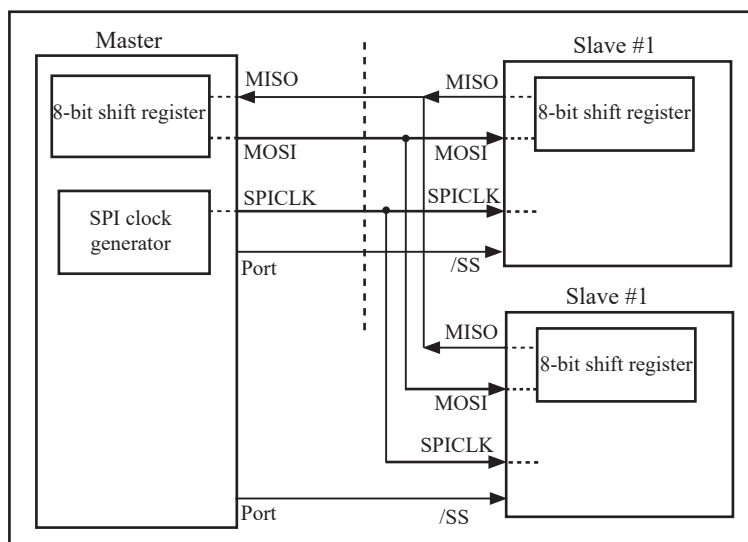 Master
8-bit shift register
SPI clock
generator
MISO
MOSI
SPICLK
Port
Port
Slave #1
MISO
8-bit shift register
MOSI
SPICLK
/SS
Slave #1
MISO
8-bit shift register
MOSI
SPICLK
/SS